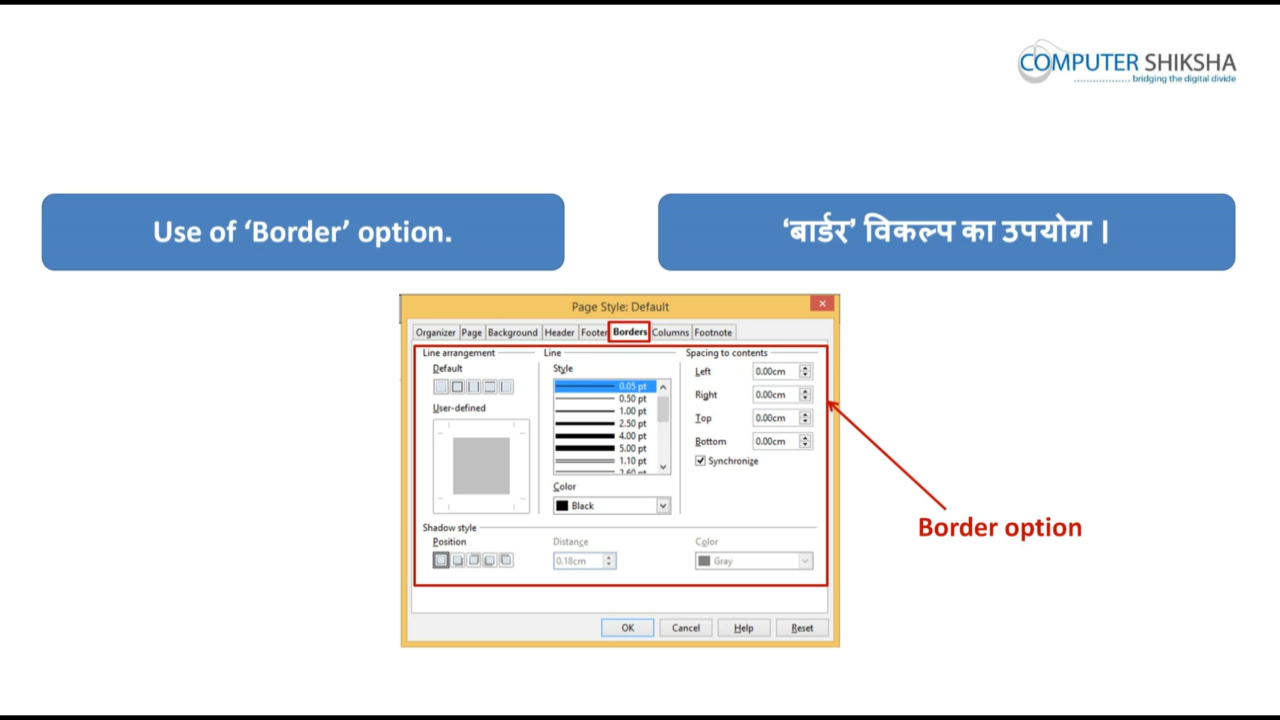 COMPUTER SHIKSHA
.................. bridging the digital divide
Use of ‘Border’ option.
‘बार्डर’ विकल्प का उपयोग |
Page Style: Default
Organizer Page Background Header Footer Borders Columns Footnote
Line arrangement
Line
Spacing to contents
Default
Style
Left 0.00cm
0.05 pt
0.50 pt
Right 0.00cm
User-defined
1.00 pt
2.50 pt
Top 0.00cm
4.00 pt
Bottom 0.00cm
5.00 pt
1.10 pt
Synchronize
2.60 pt
Color
Black
Border option
Shadow style
Position
Distance
Color
0.18cm
Gray
OK Cancel Help Reset